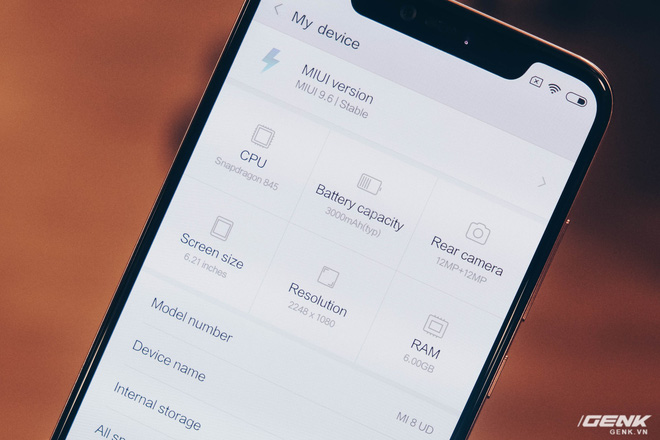 My device
MIUI version
MIUI 9.6 | Stable
CPU
Snapdragon 845
Battery capacity
3000mAh(typ)
Rear camera
12MP+12MP
Screen size
6.21 inches
Resolution
2248 x 1080
RAM
6.00GB
Model number
MI 8 UD
Device name
Internal storage
All
GENK
GENK.VN